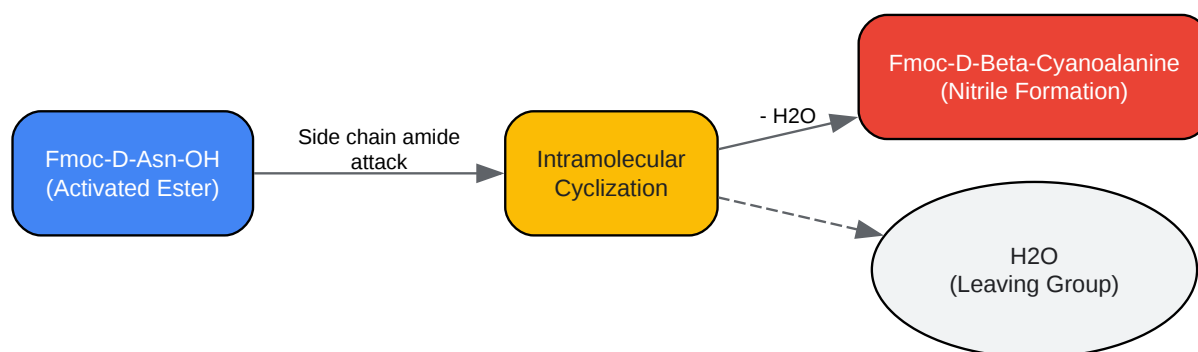 Fmoc-D-Asn-OH
(Activated Ester)
Side chain amide
attack
Intramolecular
Cyclization
- H2O
Fmoc-D-Beta-Cyanoalanine
(Nitrile Formation)
H2O
(Leaving Group)